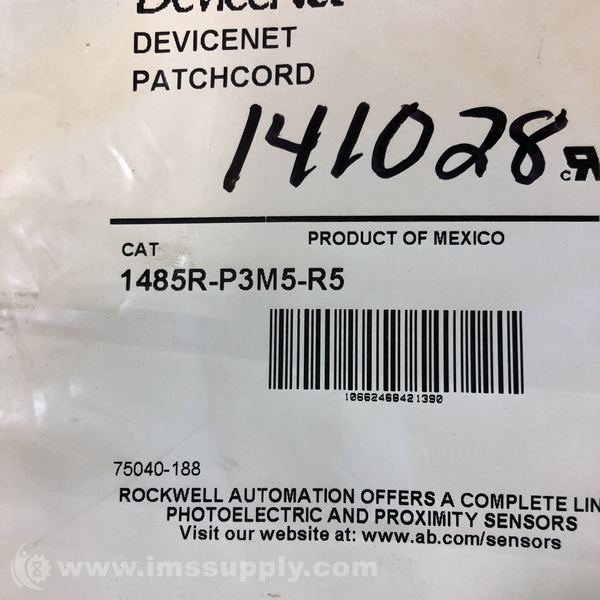 DeviceNet
DEVICENET
PATCHCORD
141028
PRODUCT OF MEXICO
CAT
1485R-P3M5-R5
10662468421390
75040-188
ROCKWELL AUTOMATION OFFERS A COMPLETE LIN
PHOTOELECTRIC AND PROXIMITY SENSORS
Visit our website at: www.ab.com/sensors
www.imssupply.com